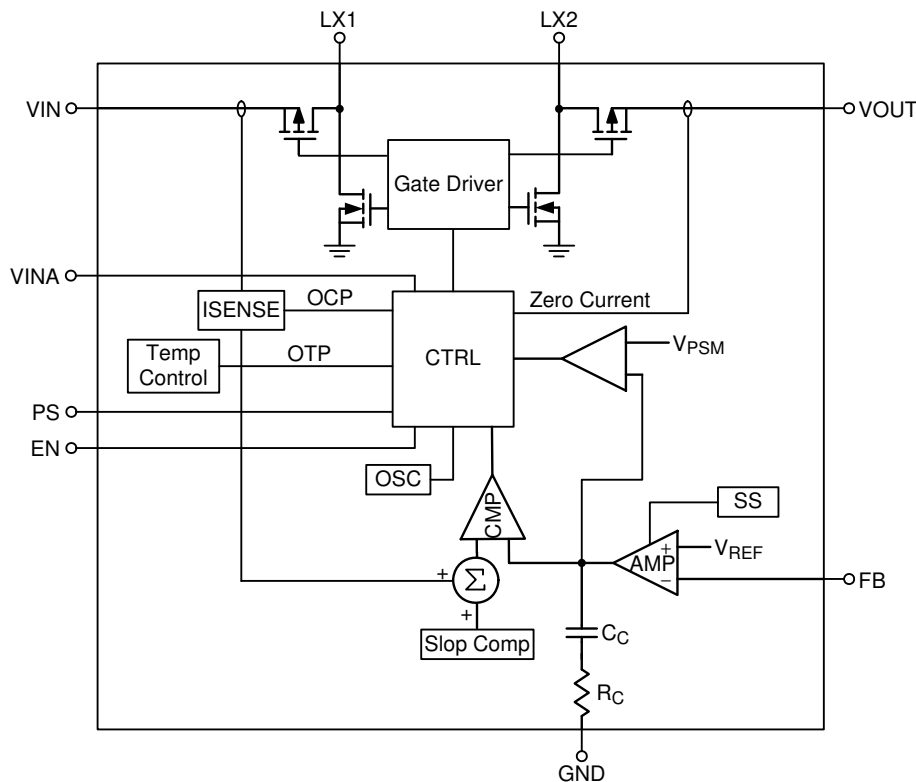 LX1 LX2
VIN VOUT
Gate Driver
VINA
ISENSE OCP Zero Current
Temp
Control OTP CTRL VPSM
PS
EN
OSC
CMP
SS
+ VREF
AMP
− FB
+ Σ
+
Slop Comp
CC
RC
GND